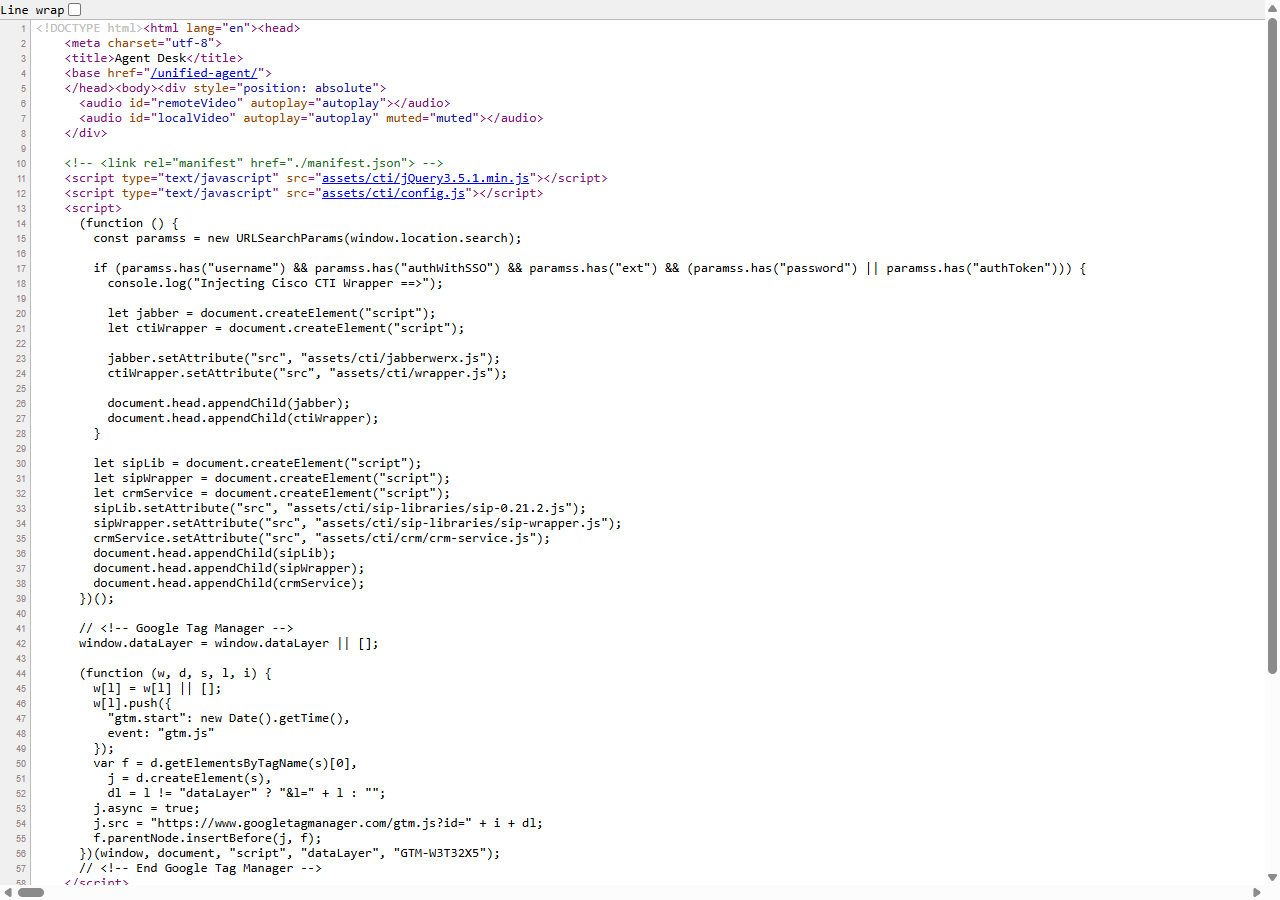 Line wrap
1 <!DOCTYPE html><html lang="en"><head>
2 <meta charset="utf-8">
3 <title>Agent Desk</title>
4 <base href="/unified-agent/">
5 </head><body><div style="position: absolute">
6 <audio id="remoteVideo" autoplay="autoplay"></audio>
7 <audio id="localVideo" autoplay="autoplay" muted="muted"></audio>
8 </div>
9
10 <!-- <link rel="manifest" href="./manifest.json"> -->
11 <script type="text/javascript" src="assets/cti/jQuery3.5.1.min.js"></script>
12 <script type="text/javascript" src="assets/cti/config.js"></script>
13 <script>
14 (function () {
15 const paramss = new URLSearchParams(window.location.search);
16
17 if (paramss.has("username") && paramss.has("authWithSSO") && paramss.has("ext") && (paramss.has("password") || paramss.has("authToken"))) {
18 console.log("Injecting Cisco CTI Wrapper ==>");
19
20 let jabber = document.createElement("script");
21 let ctiWrapper = document.createElement("script");
22
23 jabber.setAttribute("src", "assets/cti/jabberwerx.js");
24 ctiWrapper.setAttribute("src", "assets/cti/wrapper.js");
25
26 document.head.appendChild(jabber);
27 document.head.appendChild(ctiWrapper);
28 }
29
30 let sipLib = document.createElement("script");
31 let sipWrapper = document.createElement("script");
32 let crmService = document.createElement("script");
33 sipLib.setAttribute("src", "assets/cti/sip-libraries/sip-0.21.2.js");
34 sipWrapper.setAttribute("src", "assets/cti/sip-libraries/sip-wrapper.js");
35 crmService.setAttribute("src", "assets/cti/crm/crm-service.js");
36 document.head.appendChild(sipLib);
37 document.head.appendChild(sipWrapper);
38 document.head.appendChild(crmService);
39 })();
40
41 // <!-- Google Tag Manager -->
42 window.dataLayer = window.dataLayer || [];
43
44 (function (w, d, s, l, i) {
45 w[l] = w[l] || [];
46 w[l].push({
47 "gtm.start": new Date().getTime(),
48 event: "gtm.js"
49 });
50 var f = d.getElementsByTagName(s)[0],
51 j = d.createElement(s),
52 dl = l != "dataLayer" ? "&l=" + l : "";
53 j.async = true;
54 j.src = "https://www.googletagmanager.com/gtm.js?id=" + i + dl;
55 f.parentNode.insertBefore(j, f);
56 })(window, document, "script", "dataLayer", "GTM-W3T32X5");
57 // <!-- End Google Tag Manager -->
58 </script>